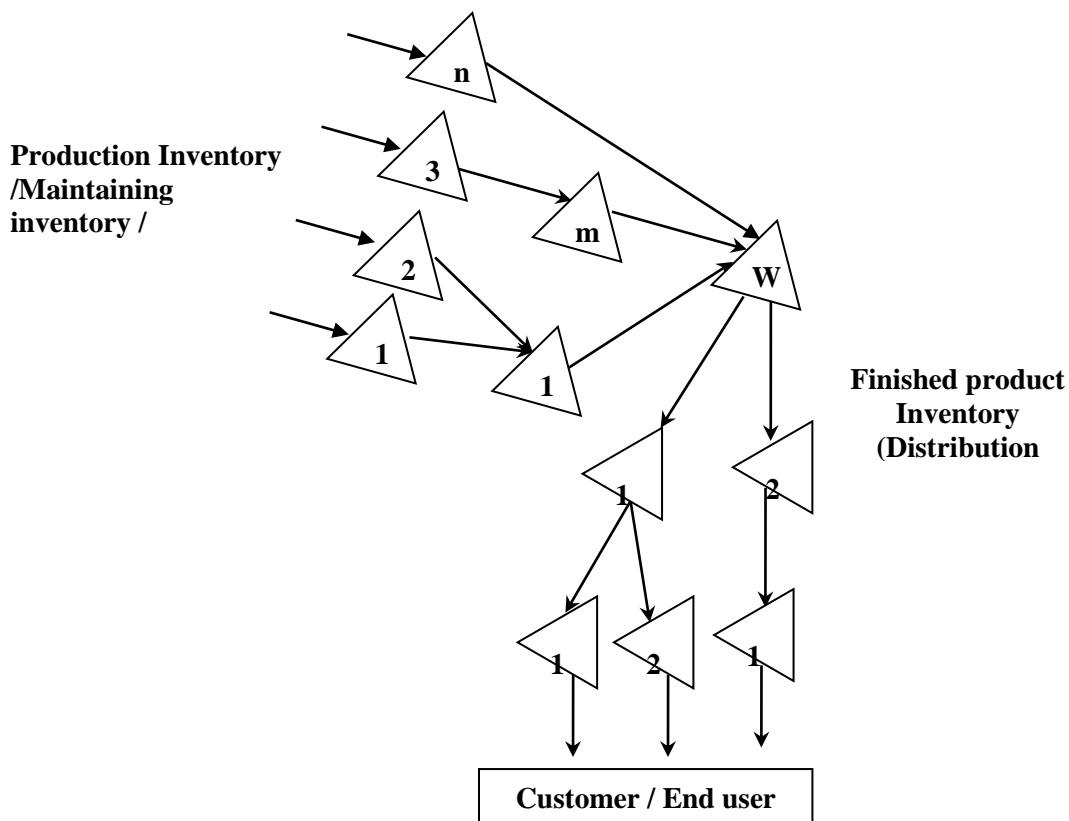 n
Production Inventory
/Maintaining
inventory /
3
m
2
W
1
1
Finished product
Inventory
(Distribution
1
2
1
2
1
Customer / End user